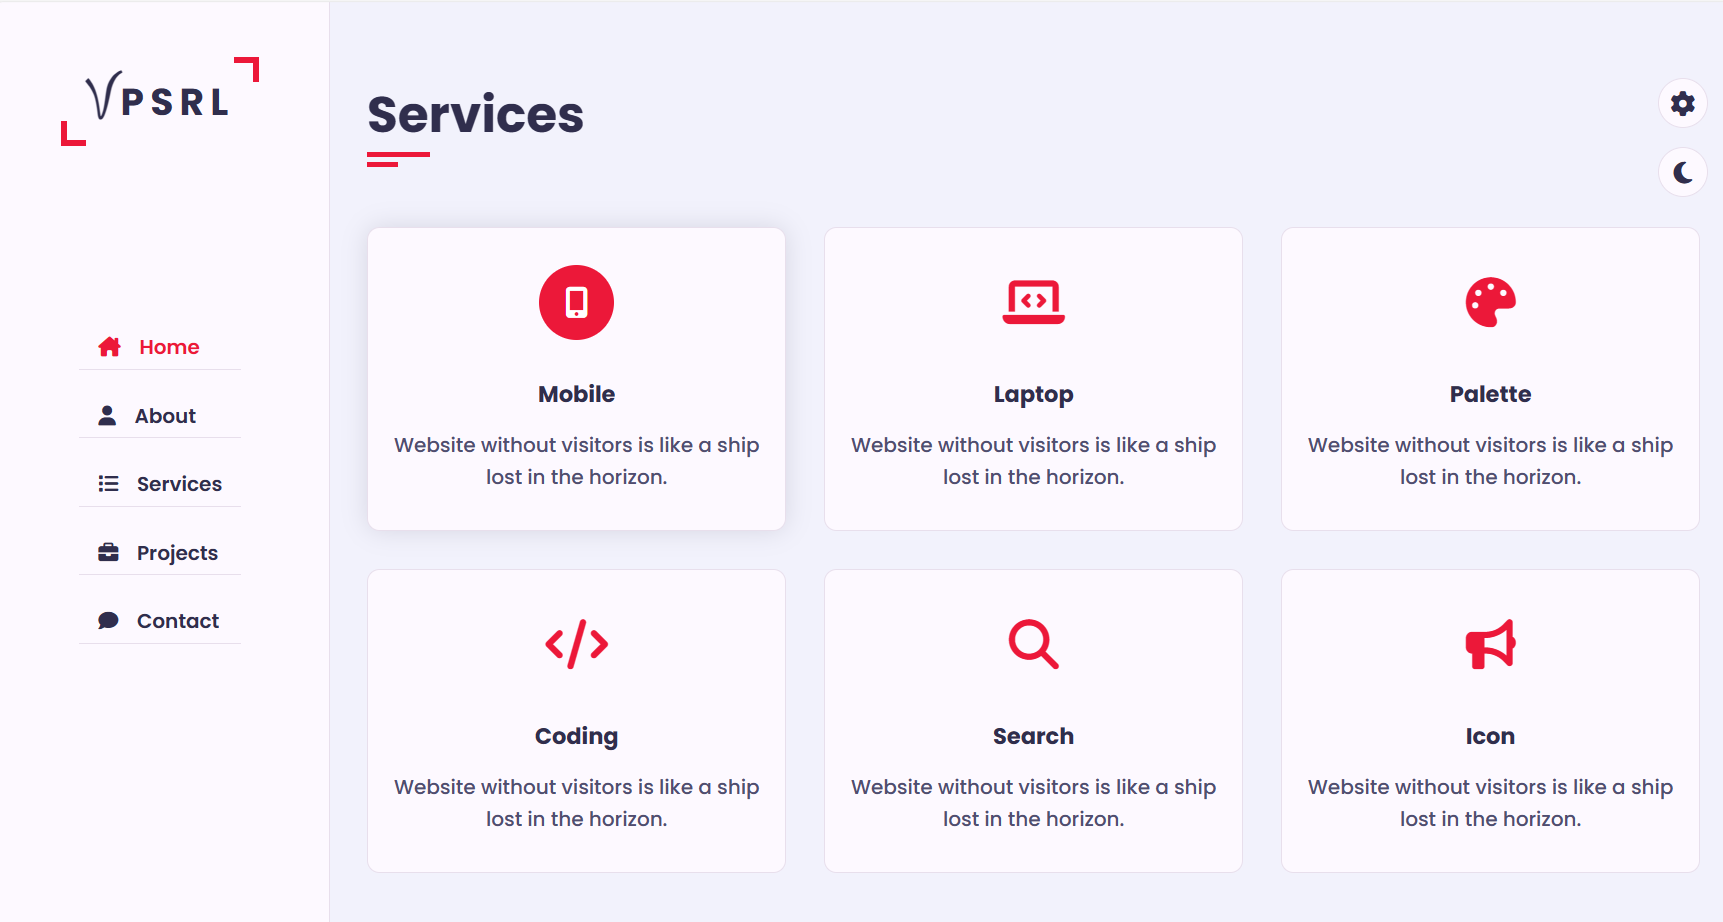 VPSRL
Home
About
Services
Projects
Contact
Services
Mobile
Website without visitors is like a ship
lost in the horizon.
Laptop
Website without visitors is like a ship
lost in the horizon.
Palette
Website without visitors is like a ship
lost in the horizon.
Coding
Website without visitors is like a ship
lost in the horizon.
Search
Website without visitors is like a ship
lost in the horizon.
Icon
Website without visitors is like a ship
lost in the horizon.